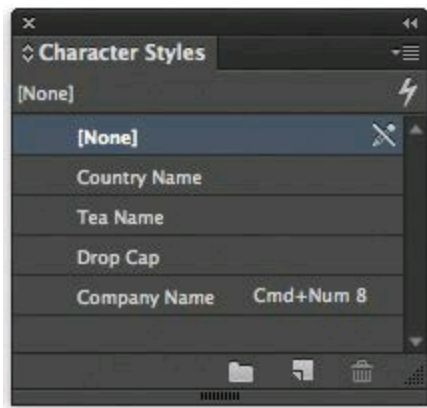 Character Styles
[None]
[None]
Country Name
Tea Name
Drop Cap
Company Name Cmd+Num 8